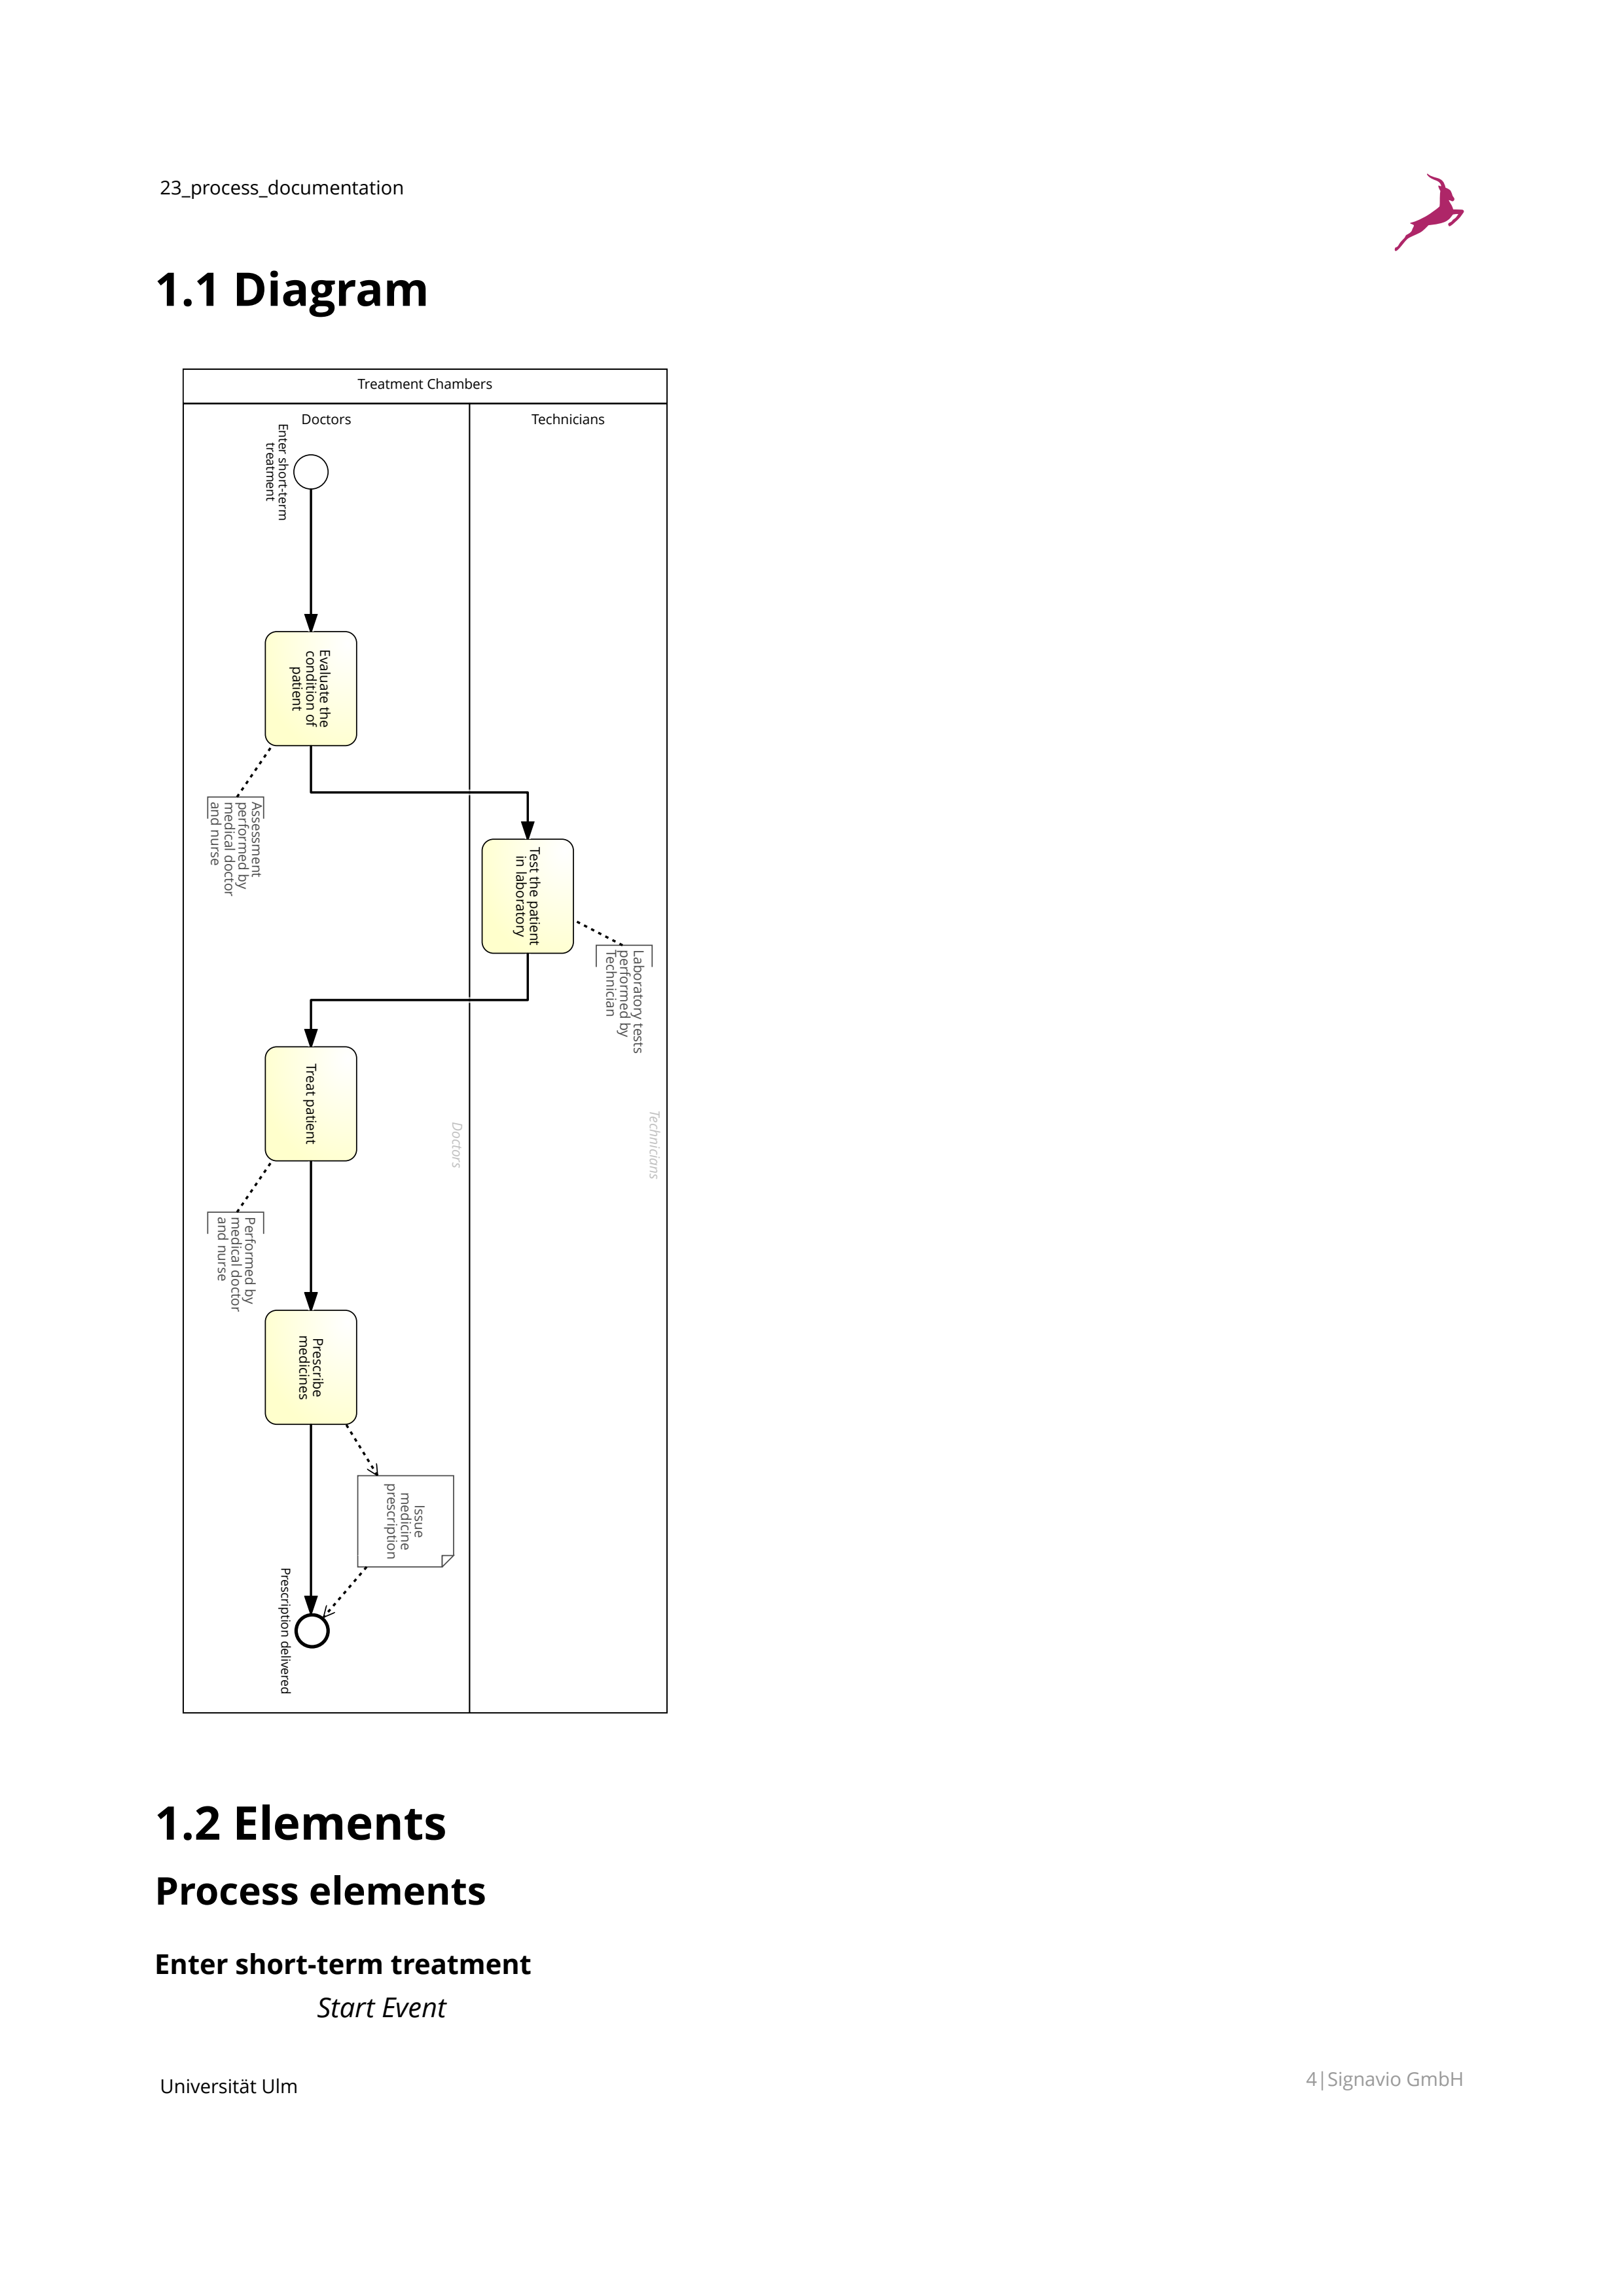 23_process_documentation
1.1 Diagram
Treatment Chambers
Doctors
Technicians
Enter short-term
treatment
Evaluate the
condition of
patient
Assessment
performed by
medical doctor
and nurse
Test the patient
in laboratory
Laboratory tests
performed by
Technician
Treat patient
Doctors
Technicians
Performed by
medical doctor
and nurse
Prescribe
medicines
Issue
medicine
prescription
Prescription delivered
1.2 Elements
Process elements
Enter short-term treatment
Start Event
Universität Ulm
4|Signavio GmbH